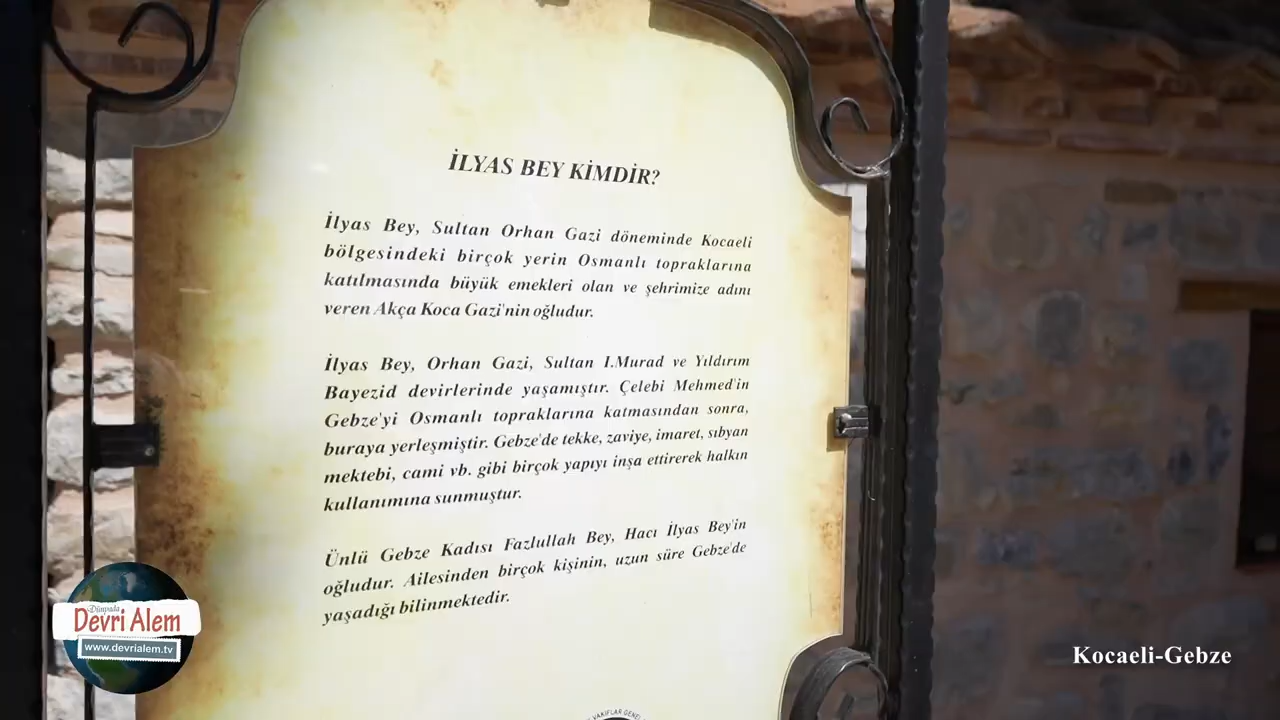 İLYAS BEY KİMDİR?
İlyas Bey, Sultan Orhan Gazi döneminde Kocaeli
bölgesindeki birçok yerin Osmanlı topraklarına
katılmasında büyük emekleri olan ve şehrimize adını
veren Akça Koca Gazi'nin oğludur.
İlyas Bey, Orhan Gazi, Sultan I.Murad ve Yıldırım
Bayezid devirlerinde yaşamıştır. Çelebi Mehmed'in
Gebze'yi Osmanlı topraklarına katmasından sonra,
buraya yerleşmiştir. Gebze'de tekke, zaviye, imaret, sıbyan
mektebi, cami vb. gibi birçok yapıyı inşa ettirerek halkın
kullanımına sunmuştur.
Ünlü Gebze Kadısı Fazlullah Bey, Hacı İlyas Bey'in
oğludur. Ailesinden birçok kişinin, uzun süre Gebze'de
yaşadığı bilinmektedir.
VAKIFLAR GENEL
Dünyada
Devri Alem
www.devrialem.tv
Kocaeli-Gebze